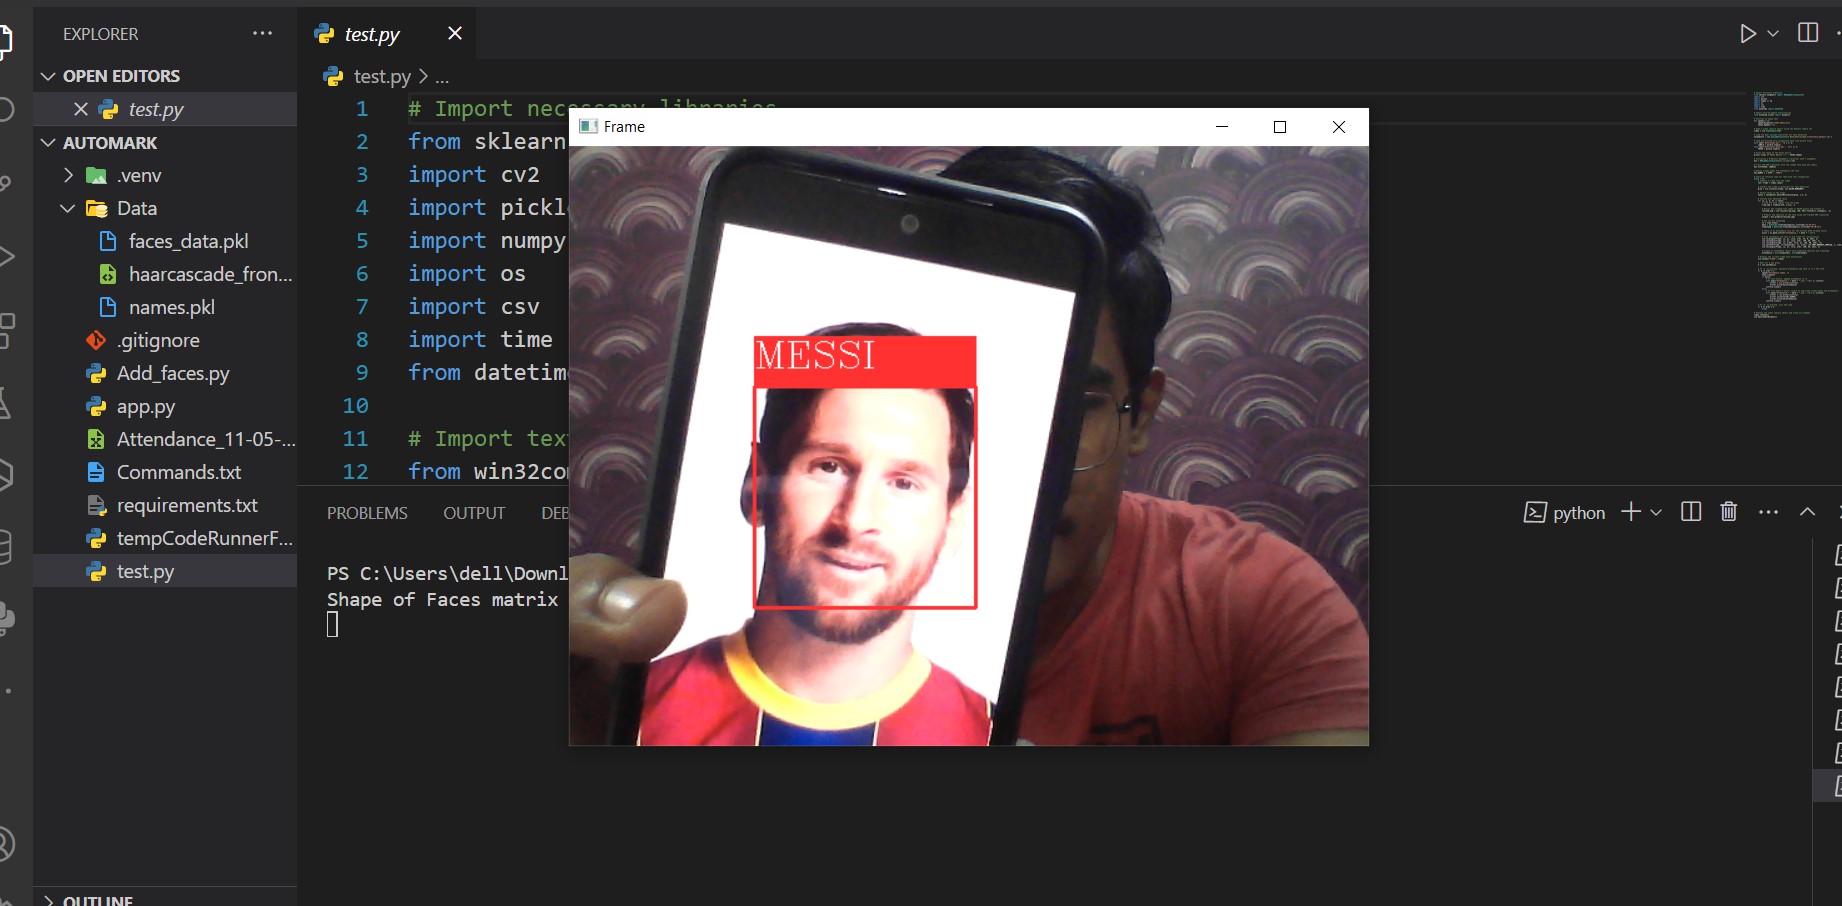 EXPLORER
test.py
OPEN EDITORS
test.py
test.py > ...
AUTOMARK
.venv
Data
faces_data.pkl
haarcascade_fron...
names.pkl
.gitignore
Add_faces.py
app.py
Attendance_11-05-...
Commands.txt
requirements.txt
tempCodeRunnerF...
test.py
OUTLINE
1 # Import necessary libraries
2 from sklearn
3 import cv2
4 import pickl
5 import numpy
6 import os
7 import csv
8 import time
9 from datetim
10
11 # Import tex
12 from win32co
Frame
MESSI
PROBLEMS OUTPUT DEB
python
PS C:\Users\dell\Downl
Shape of Faces matrix